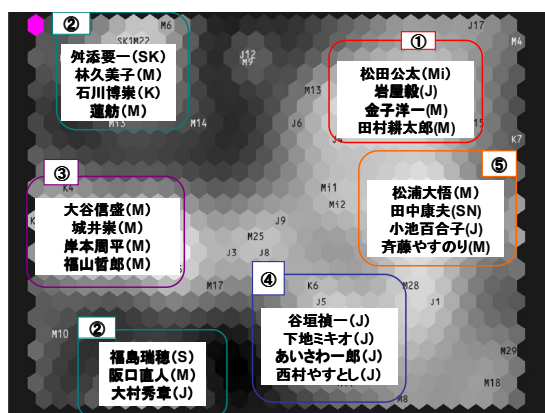 ②
M6
J17
SK1M22
①
M4
J12
M9
舛添要一(SK)
林久美子(M)
石川博崇(K)
蓮舫(M)
松田公太(Mi)
岩屋毅(J)
金子洋一(M)
田村耕太郎(M)
M13
M14
J6
K7
③
⑤
K4
Mi1
Mi2
大谷信盛(M)
城井崇(M)
岸本周平(M)
福山哲郎(M)
松浦大悟(M)
田中康夫(SN)
小池百合子(J)
斉藤やすのり(M)
J9
M25
J3
J8
④
M17
K6
M28
J5
J1
②
M10
谷垣禎一(J)
下地ミキオ(J)
あいさわ一郎(J)
西村やすとし(J)
福島瑞穂(S)
阪口直人(M)
大村秀章(J)
M29
M18
M8